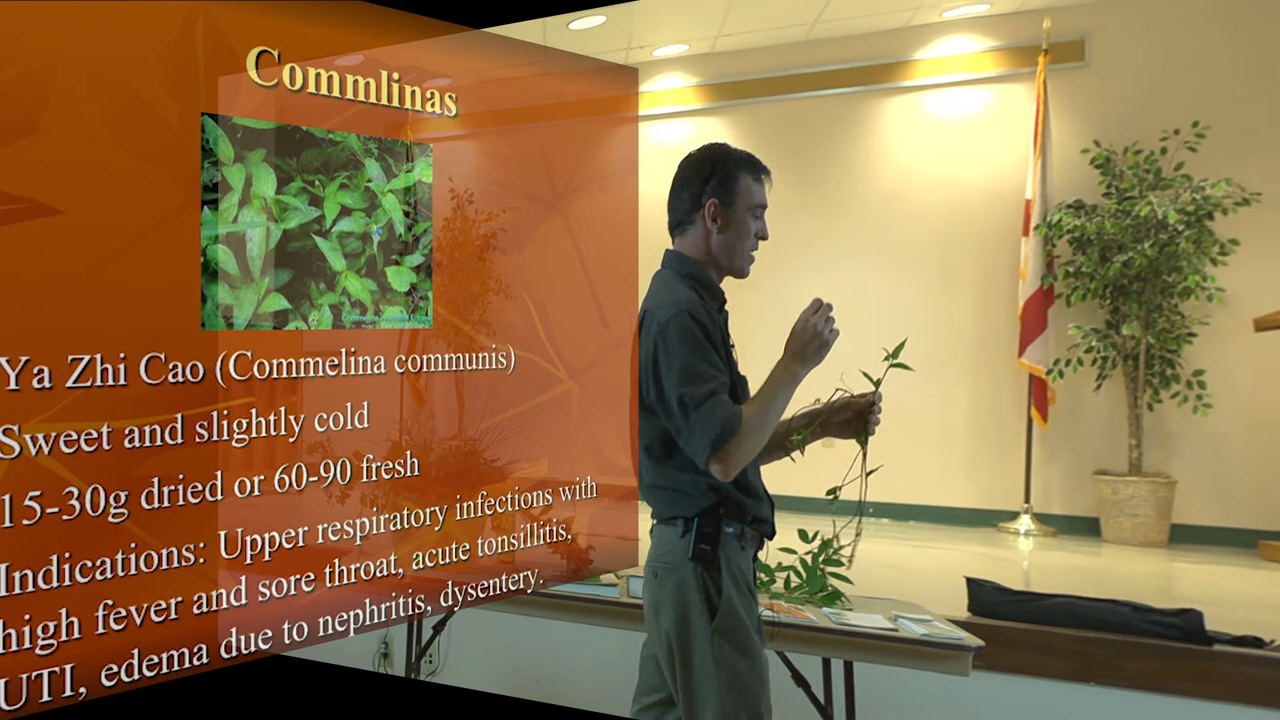 Commlinas
Ya Zhi Cao (Commelina communis)
Sweet and slightly cold
15-30g dried or 60-90 fresh
Indications: Upper respiratory infections with
high fever and sore throat, acute tonsillitis,
UTI, edema due to nephritis, dysentery.